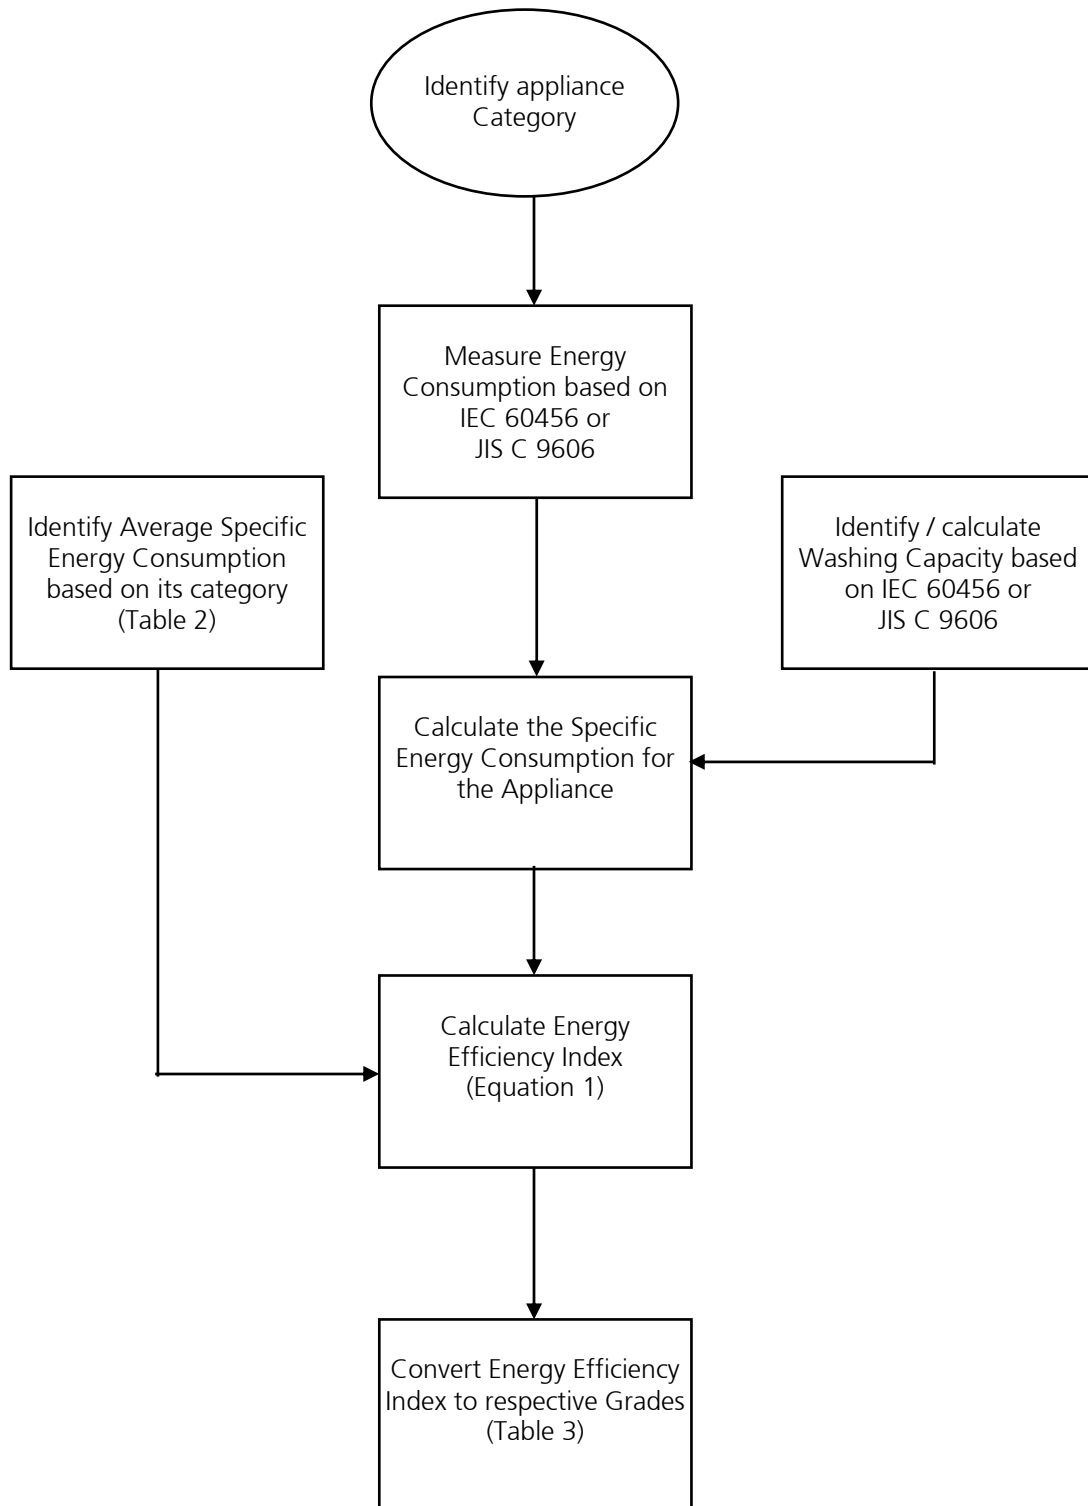 Identify appliance
Category
Measure Energy
Consumption based on
IEC 60456 or
JIS C 9606
Identify Average Specific
Energy Consumption
based on its category
(Table 2)
Identify / calculate
Washing Capacity based
on IEC 60456 or
JIS C 9606
Calculate the Specific
Energy Consumption for
the Appliance
Calculate Energy
Efficiency Index
(Equation 1)
Convert Energy Efficiency
Index to respective Grades
(Table 3)